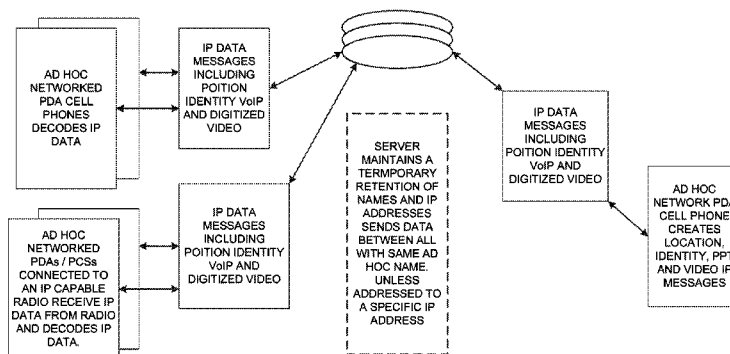 AD HOC
NETWORKED
PDA CELL
PHONES
DECODES IP
DATA
IP DATA
MESSAGES
INCLUDING
POITION
IDENTITY VoIP
AND DIGITIZED
VIDEO
AD HOC
NETWORKED
PDAs / PCSs
CONNECTED TO
AN IP CAPABLE
RADIO RECEIVE IP
DATA FROM RADIO
AND DECODES IP
DATA.
IP DATA
MESSAGES
INCLUDING
POITION IDENTITY
VoIP AND
DIGITIZED VIDEO
SERVER
MAINTAINS A
TERMPORARY
RETENTION OF
NAMES AND IP
ADDRESSES
SENDS DATA
BETWEEN ALL
WITH SAME AD
HOC NAME.
UNLESS
ADDRESSED TO
A SPECIFIC IP
ADDRESS
IP DATA
MESSAGES
INCLUDING
POITION IDENTITY
VoIP AND
DIGITIZED VIDEO
AD HOC
NETWORK PDA
CELL PHONE
CREATES
LOCATION,
IDENTITY, PPT
AND VIDEO IP
MESSAGES